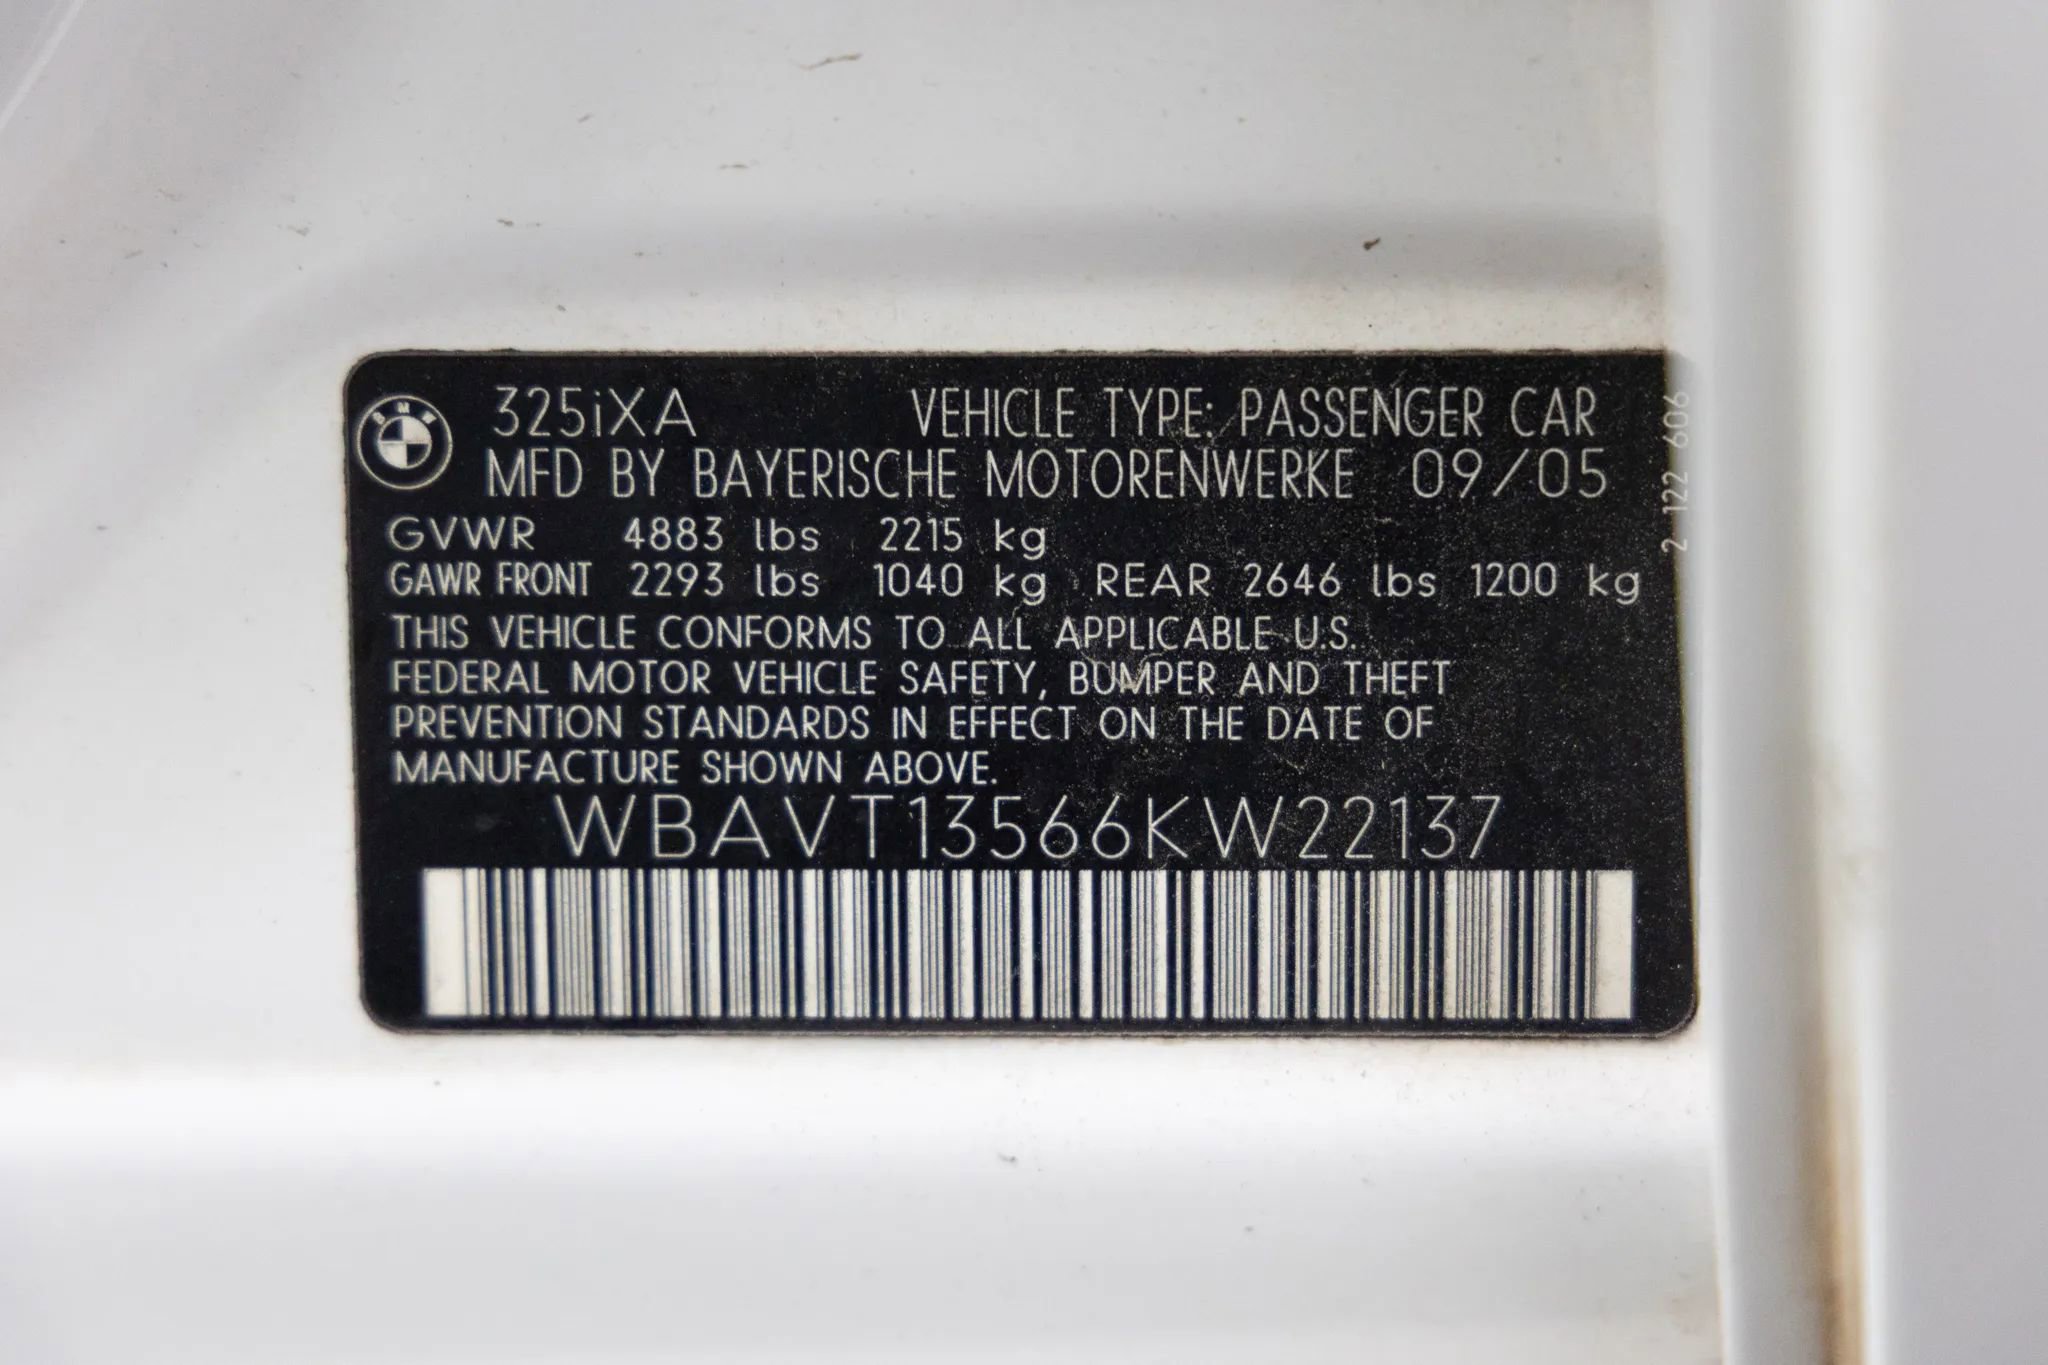 BMW
325iXA VEHICLE TYPE: PASSENGER CAR
MFD BY BAYERISCHE MOTORENWERKE 09/05
GVWR 4883 lbs 2215 kg
GAWR FRONT 2293 lbs 1040 kg REAR 2646 lbs 1200 kg
THIS VEHICLE CONFORMS TO ALL APPLICABLE U.S.
FEDERAL MOTOR VEHICLE SAFETY, BUMPER AND THEFT
PREVENTION STANDARDS IN EFFECT ON THE DATE OF
MANUFACTURE SHOWN ABOVE.
WBAVT13566KW22137
2 122 606